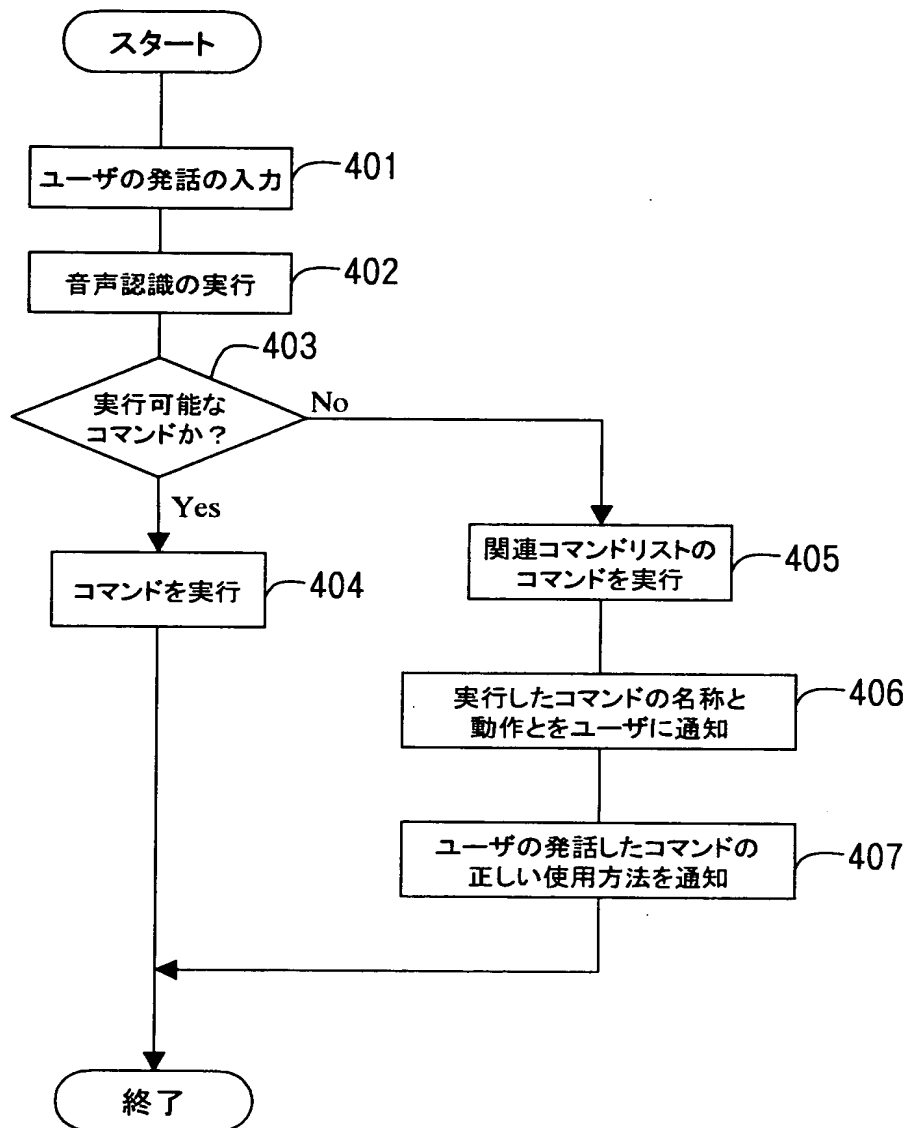 スタート
ユーザの発話の入力
401
音声認識の実行
402
403
実行可能な
コマンドか？
No
Yes
コマンドを実行
404
関連コマンドリストの
コマンドを実行
405
実行したコマンドの名称と
動作とをユーザに通知
406
ユーザの発話したコマンドの
正しい使用方法を通知
407
終了